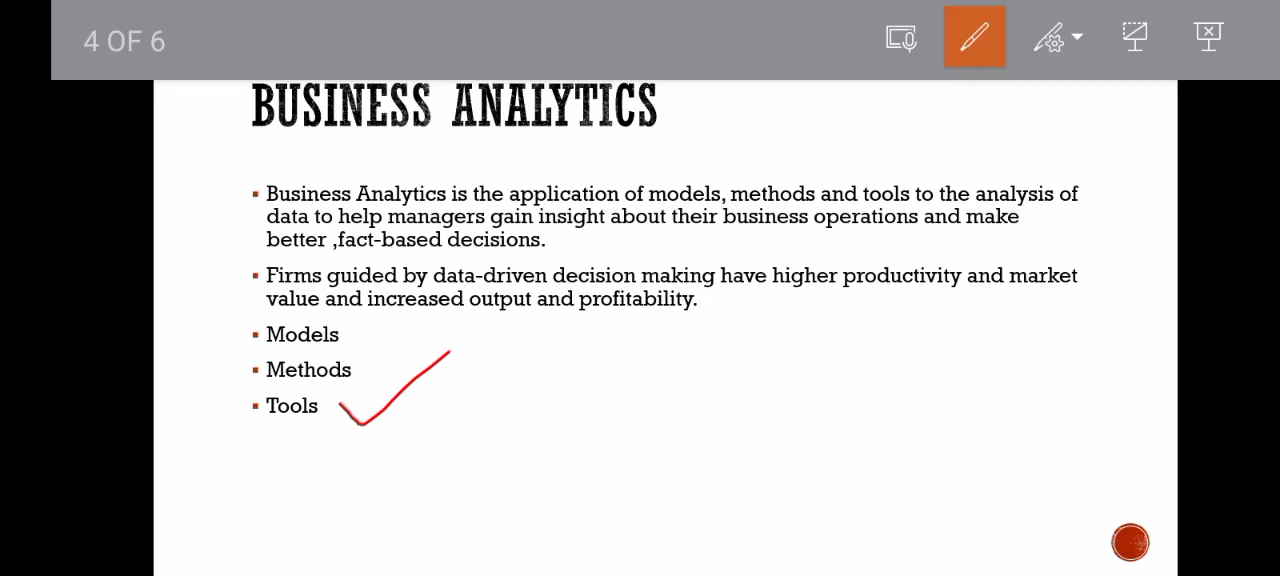 4 OF 6
BUSINESS ANALYTICS
▪ Business Analytics is the application of models, methods and tools to the analysis of
data to help managers gain insight about their business operations and make
better ,fact-based decisions.
▪ Firms guided by data-driven decision making have higher productivity and market
value and increased output and profitability.
▪ Models
▪ Methods
▪ Tools